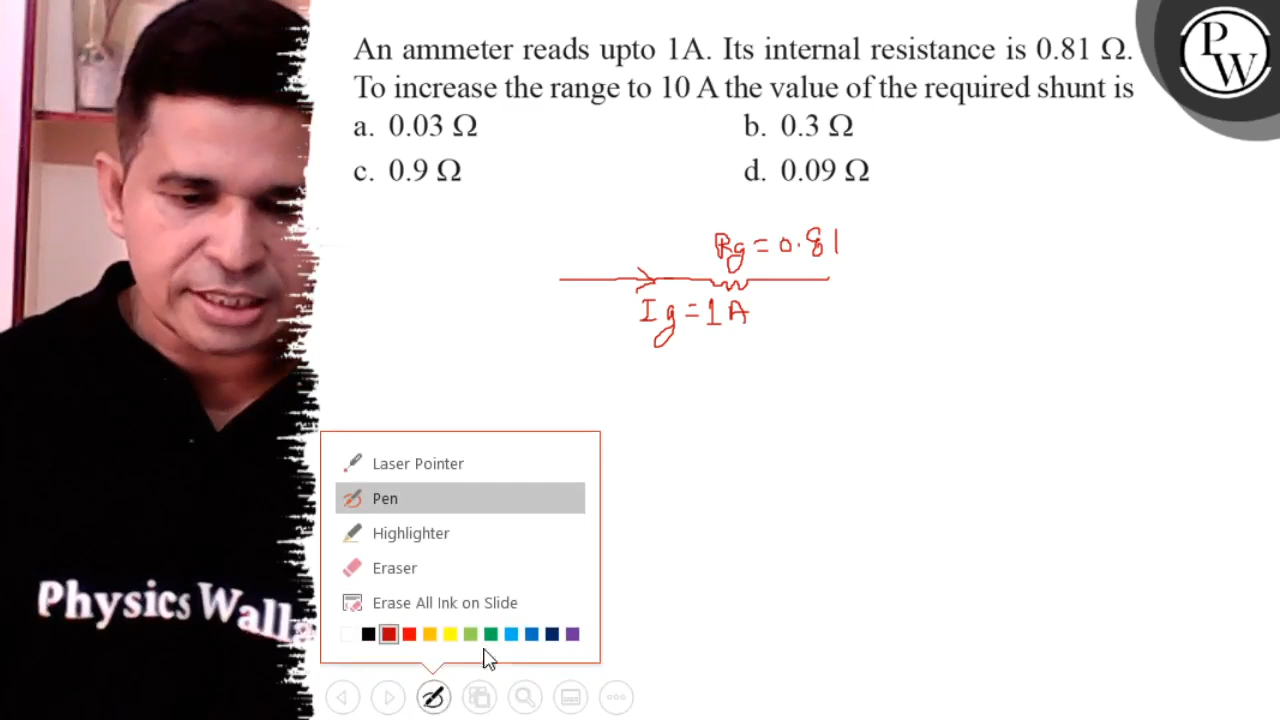 An ammeter reads upto 1A. Its internal resistance is 0.81 Ω.
To increase the range to 10 A the value of the required shunt is
a. 0.03 Ω b. 0.3 Ω
c. 0.9 Ω d. 0.09 Ω
Rg = 0.81
Ig = 1 A
Laser Pointer
Pen
Highlighter
Eraser
Erase All Ink on Slide
Physics Walla
P
W